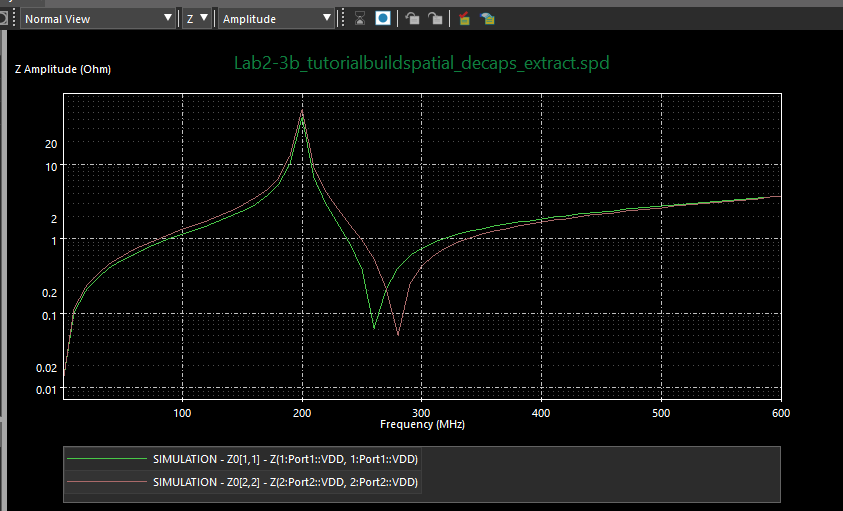 Normal View Z Amplitude
Lab2-3b_tutorialbuildspatial_decaps_extract.spd
Z Amplitude (Ohm)
20
10
2
1
0.2
0.1
0.02
0.01
100 200 300 400 500 600
Frequency (MHz)
SIMULATION - Z0[1,1] - Z(1:Port1::VDD, 1:Port1::VDD)
SIMULATION - Z0[2,2] - Z(2:Port2::VDD, 2:Port2::VDD)